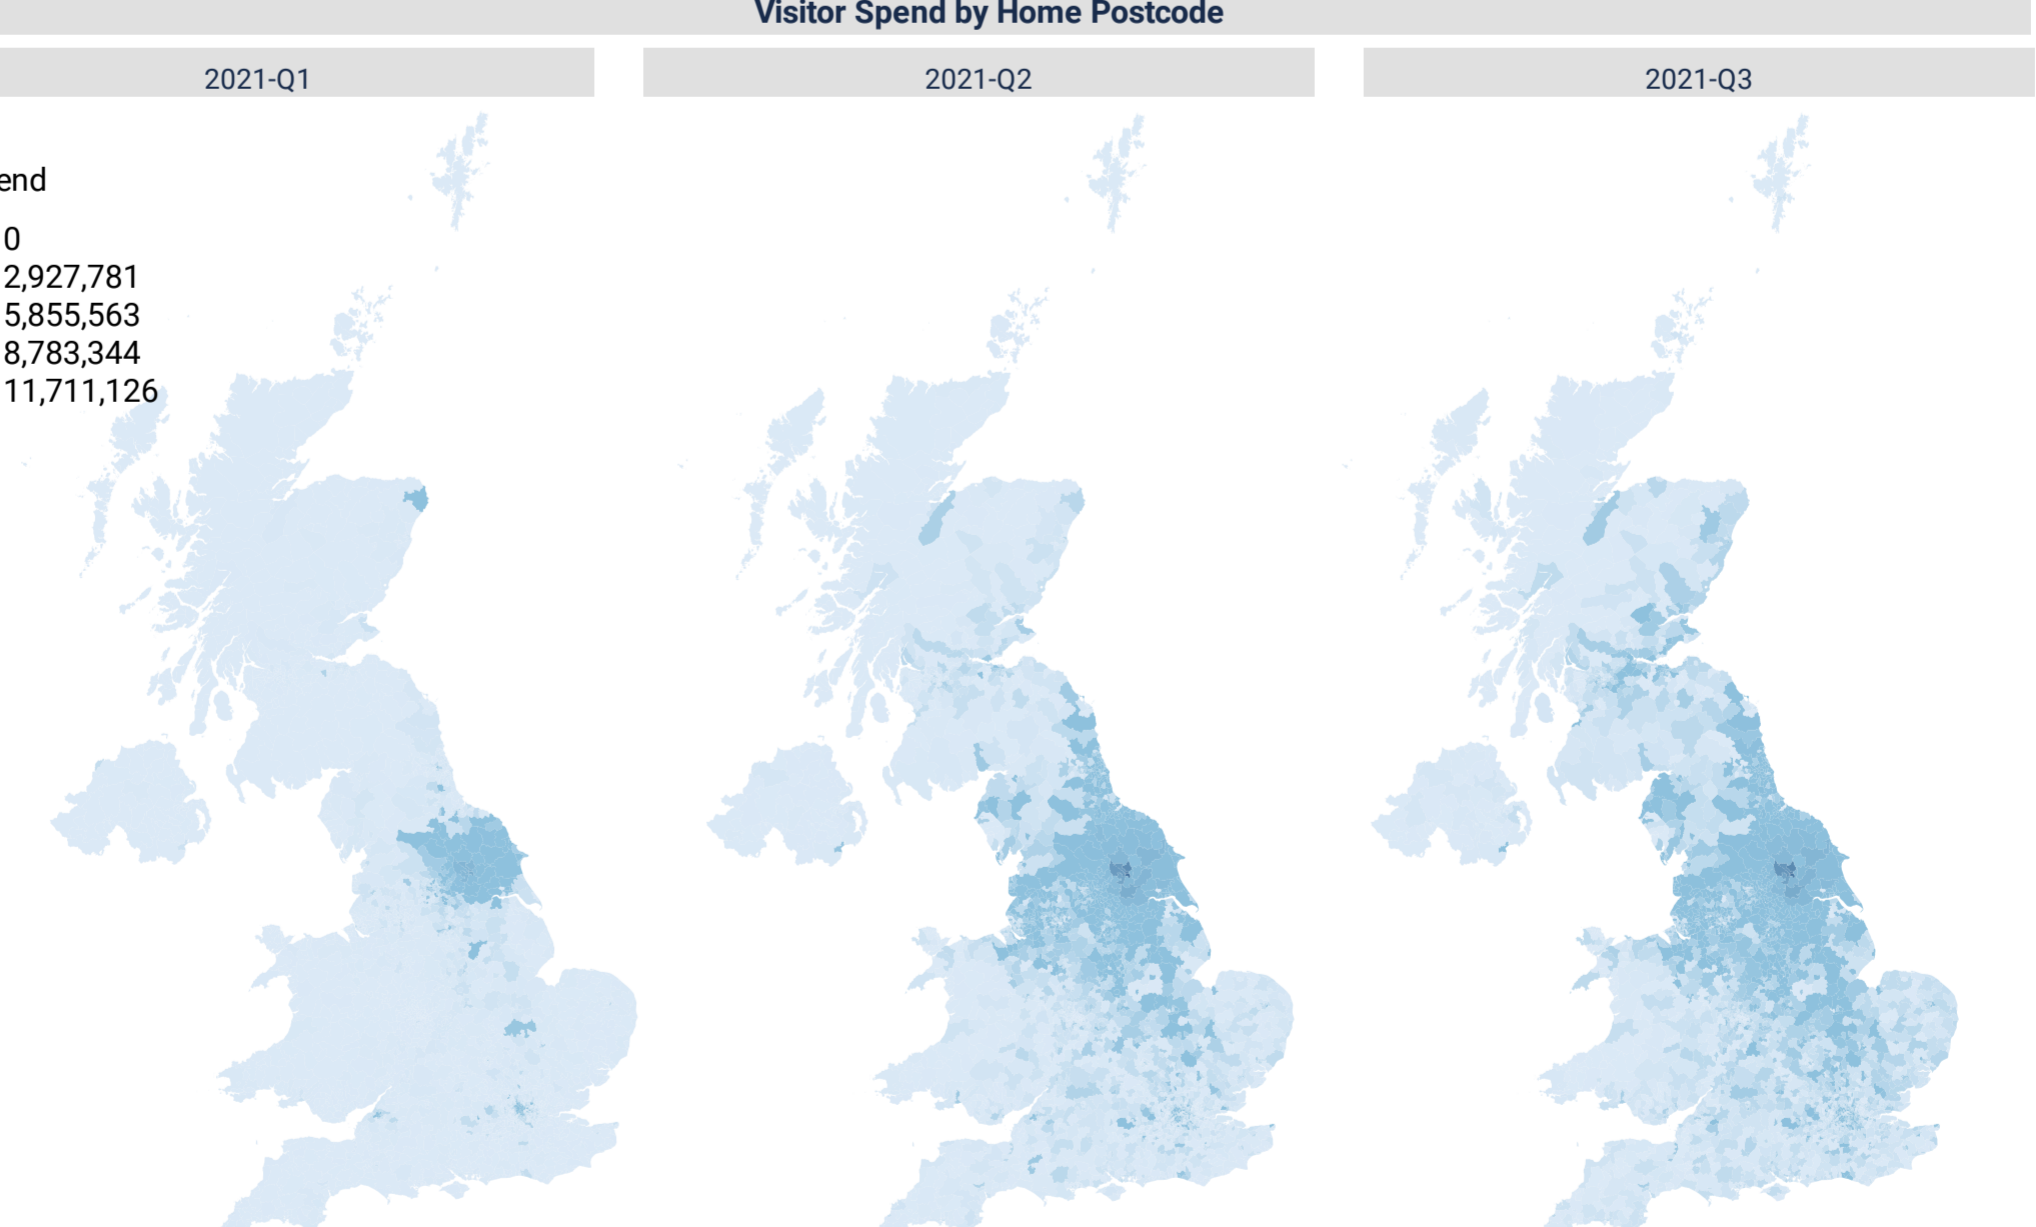 Visitor Spend by Home Postcode
2021-Q1
2021-Q2
2021-Q3
end
0
2,927,781
5,855,563
8,783,344
11,711,126